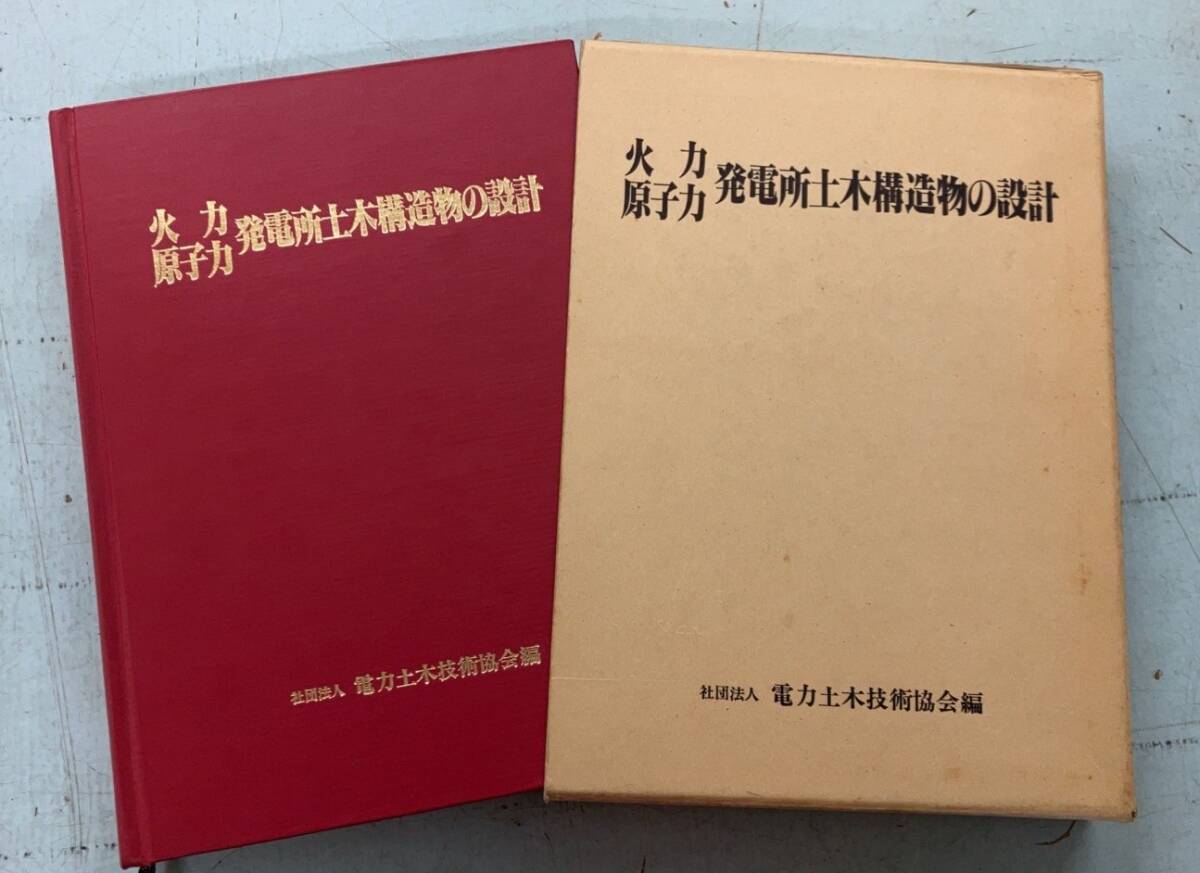 火力
原子力
発電所土木構造物の設計
社団法人 電力土木技術協会編
火力
原子力
発電所土木構造物の設計
社団法人 電力土木技術協会編